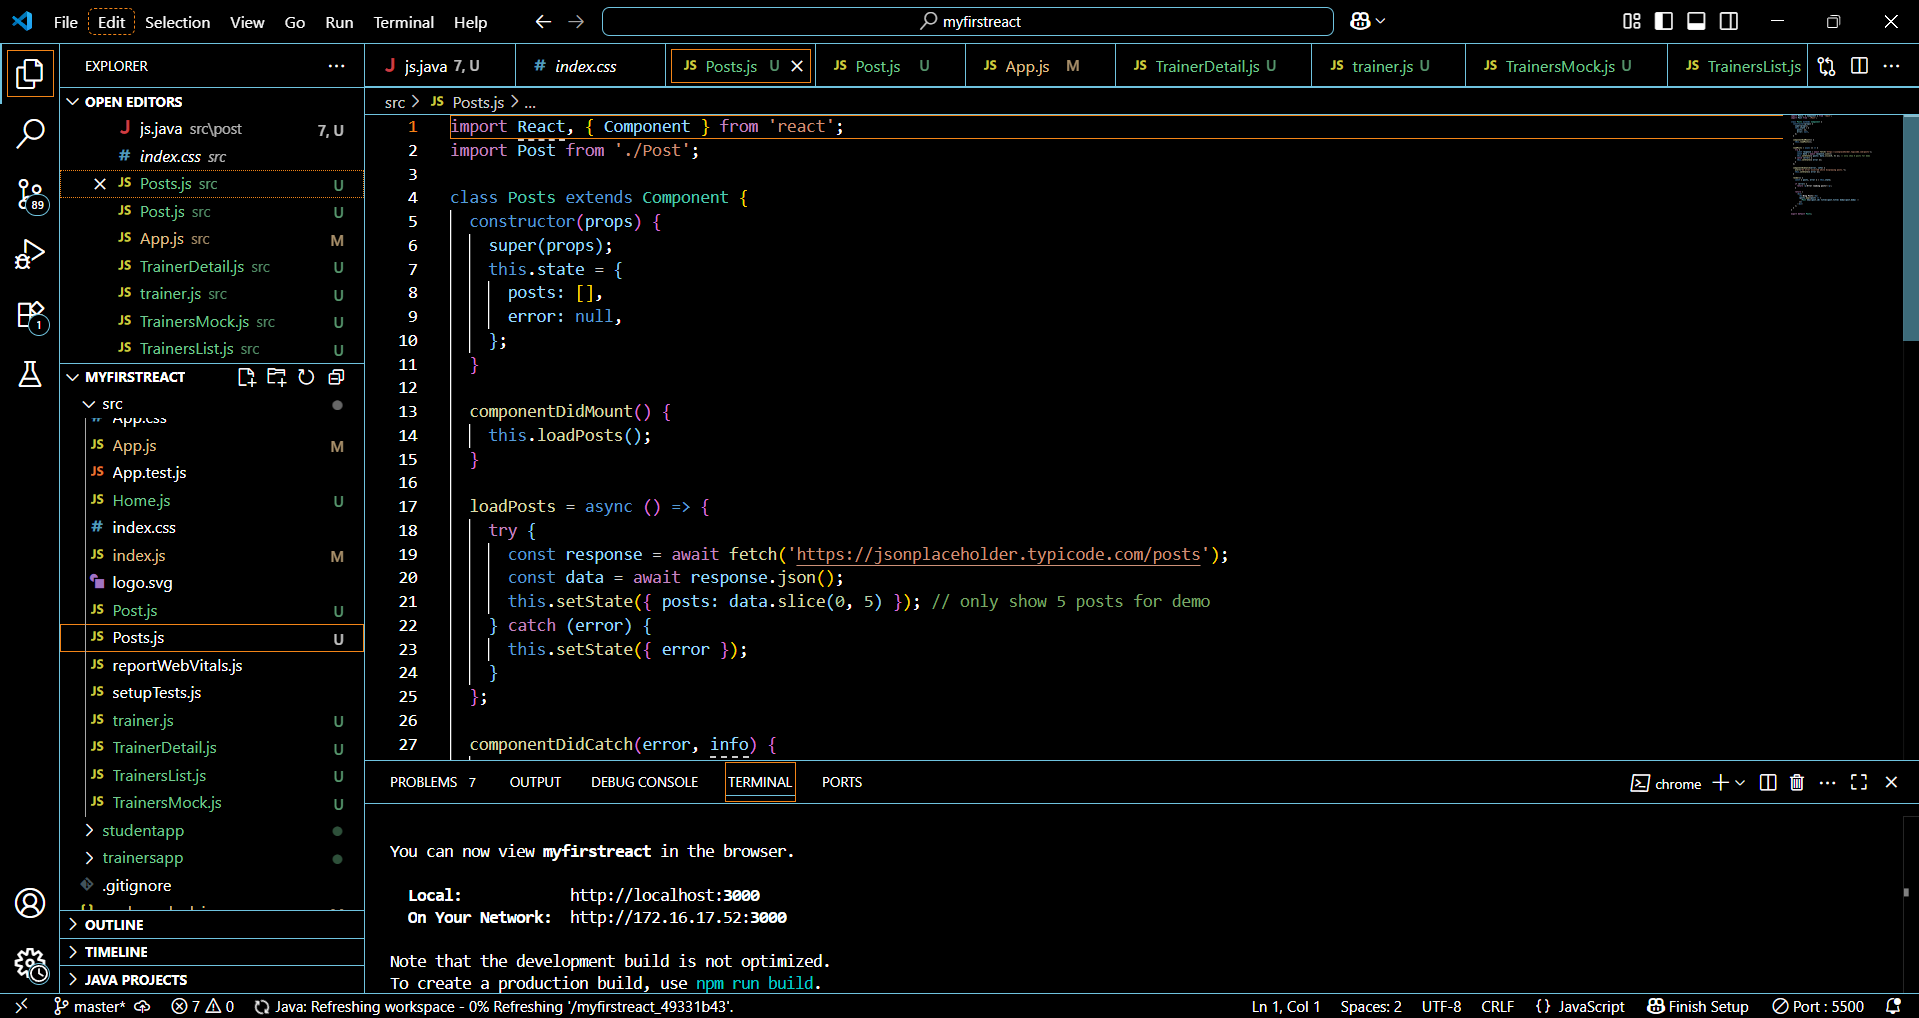 File Edit Selection View Go Run Terminal Help
myfirstreact
EXPLORER
js.java 7, U
index.css
JS Posts.js U
JS Post.js U
JS App.js M
JS TrainerDetail.js U
JS trainer.js U
JS TrainersMock.js U
JS TrainersList.js
OPEN EDITORS
js.java src\post 7, U
index.css src
JS Posts.js src U
JS Post.js src U
JS App.js src M
JS TrainerDetail.js src U
JS trainer.js src U
JS TrainersMock.js src U
JS TrainersList.js src U
MYFIRSTREACT
src
App.css
JS App.js M
JS App.test.js
JS Home.js U
index.css
JS index.js M
logo.svg
JS Post.js U
JS Posts.js U
JS reportWebVitals.js
JS setupTests.js
JS trainer.js U
JS TrainerDetail.js U
JS TrainersList.js U
JS TrainersMock.js U
studentapp
trainersapp
.gitignore
OUTLINE
TIMELINE
JAVA PROJECTS
89
1
src > JS Posts.js > ...
1 import React, { Component } from 'react';
2 import Post from './Post';
3
4 class Posts extends Component {
5 constructor(props) {
6 super(props);
7 this.state = {
8 posts: [],
9 error: null,
10 };
11 }
12
13 componentDidMount() {
14 this.loadPosts();
15 }
16
17 loadPosts = async () => {
18 try {
19 const response = await fetch('https://jsonplaceholder.typicode.com/posts');
20 const data = await response.json();
21 this.setState({ posts: data.slice(0, 5) }); // only show 5 posts for demo
22 } catch (error) {
23 this.setState({ error });
24 }
25 };
26
27 componentDidCatch(error, info) {
PROBLEMS 7 OUTPUT DEBUG CONSOLE TERMINAL PORTS
chrome
You can now view myfirstreact in the browser.
Local: http://localhost:3000
On Your Network: http://172.16.17.52:3000
Note that the development build is not optimized.
To create a production build, use npm run build.
master* 7 0 Java: Refreshing workspace - 0% Refreshing '/myfirstreact_49331b43'.
Ln 1, Col 1 Spaces: 2 UTF-8 CRLF {} JavaScript Finish Setup Port : 5500